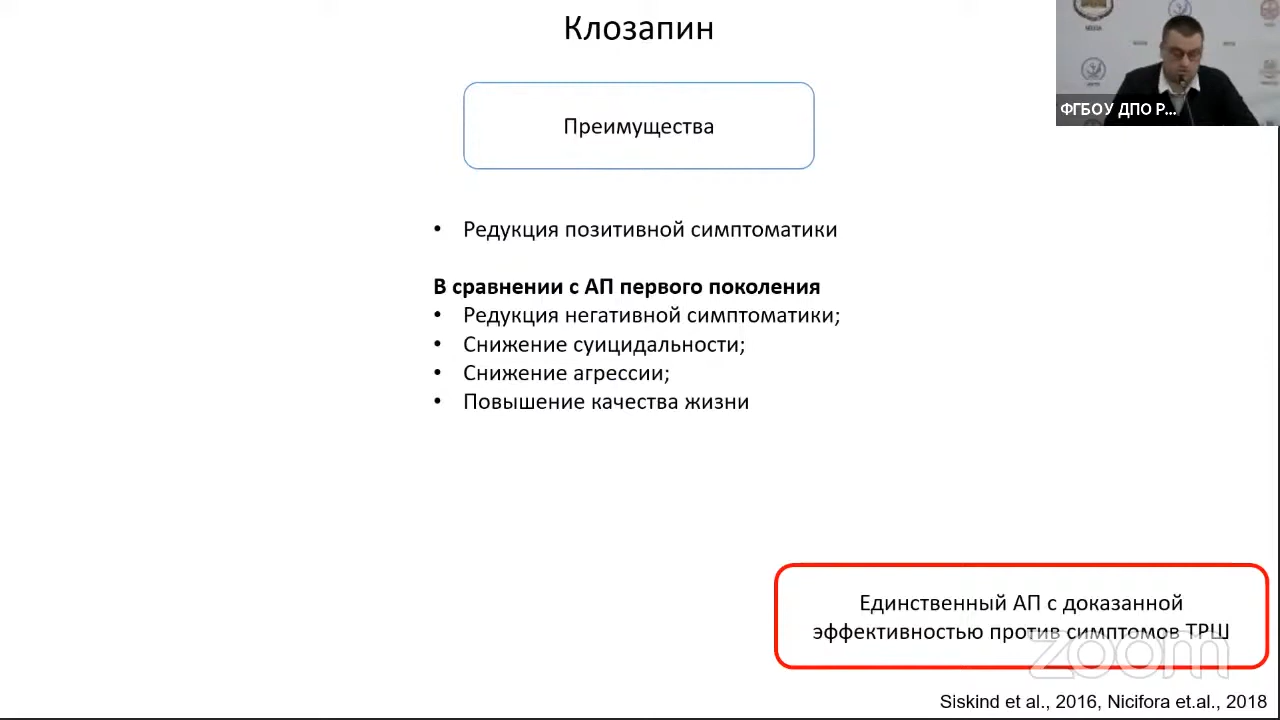 Клозапин
ФГБОУ ДПО Р...
Преимущества
• Редукция позитивной симптоматики
В сравнении с АП первого поколения
• Редукция негативной симптоматики;
• Снижение суицидальности;
• Снижение агрессии;
• Повышение качества жизни
Единственный АП с доказанной
эффективностью против симптомов ТРШ
zoom
Siskind et al., 2016, Nicifora et.al., 2018